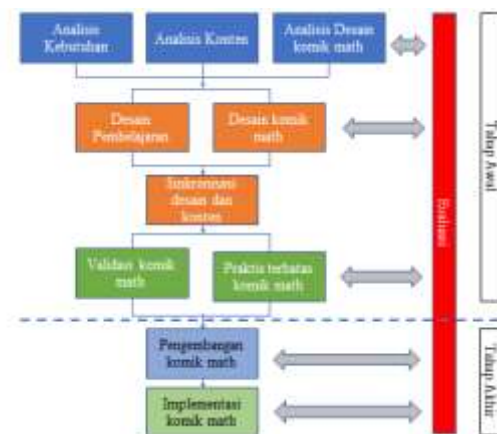 Analisis
Kebutuhan
Analisis Konten
Analisis Desain
komik math
Desain
Pembelajaran
Desain komik
math
Sinkronisasi
desain dan
konten
Validasi komik
math
Praktis terbatas
komik math
Pengembangan
komik math
Implementasi
komik math
Evaluasi
Tahap Awal
Tahap Akhir